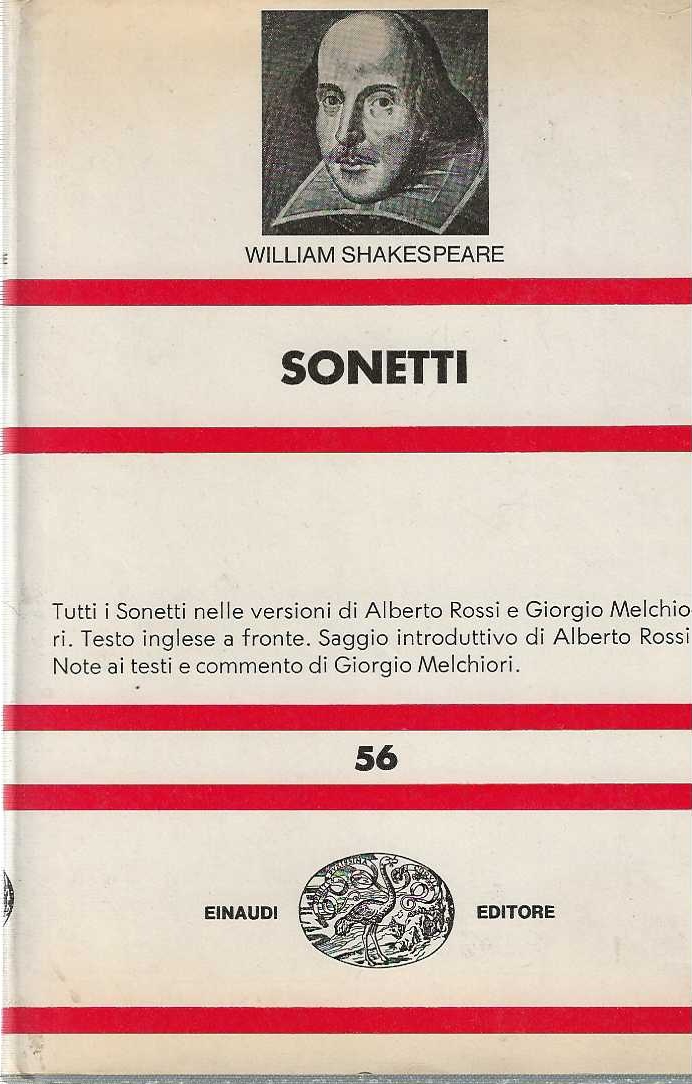 WILLIAM SHAKESPEARE
SONETTI
Tutti i Sonetti nelle versioni di Alberto Rossi e Giorgio Melchio-
ri. Testo inglese a fronte. Saggio introduttivo di Alberto Rossi
Note ai testi e commento di Giorgio Melchiori.
56
EINAUDI EDITORE